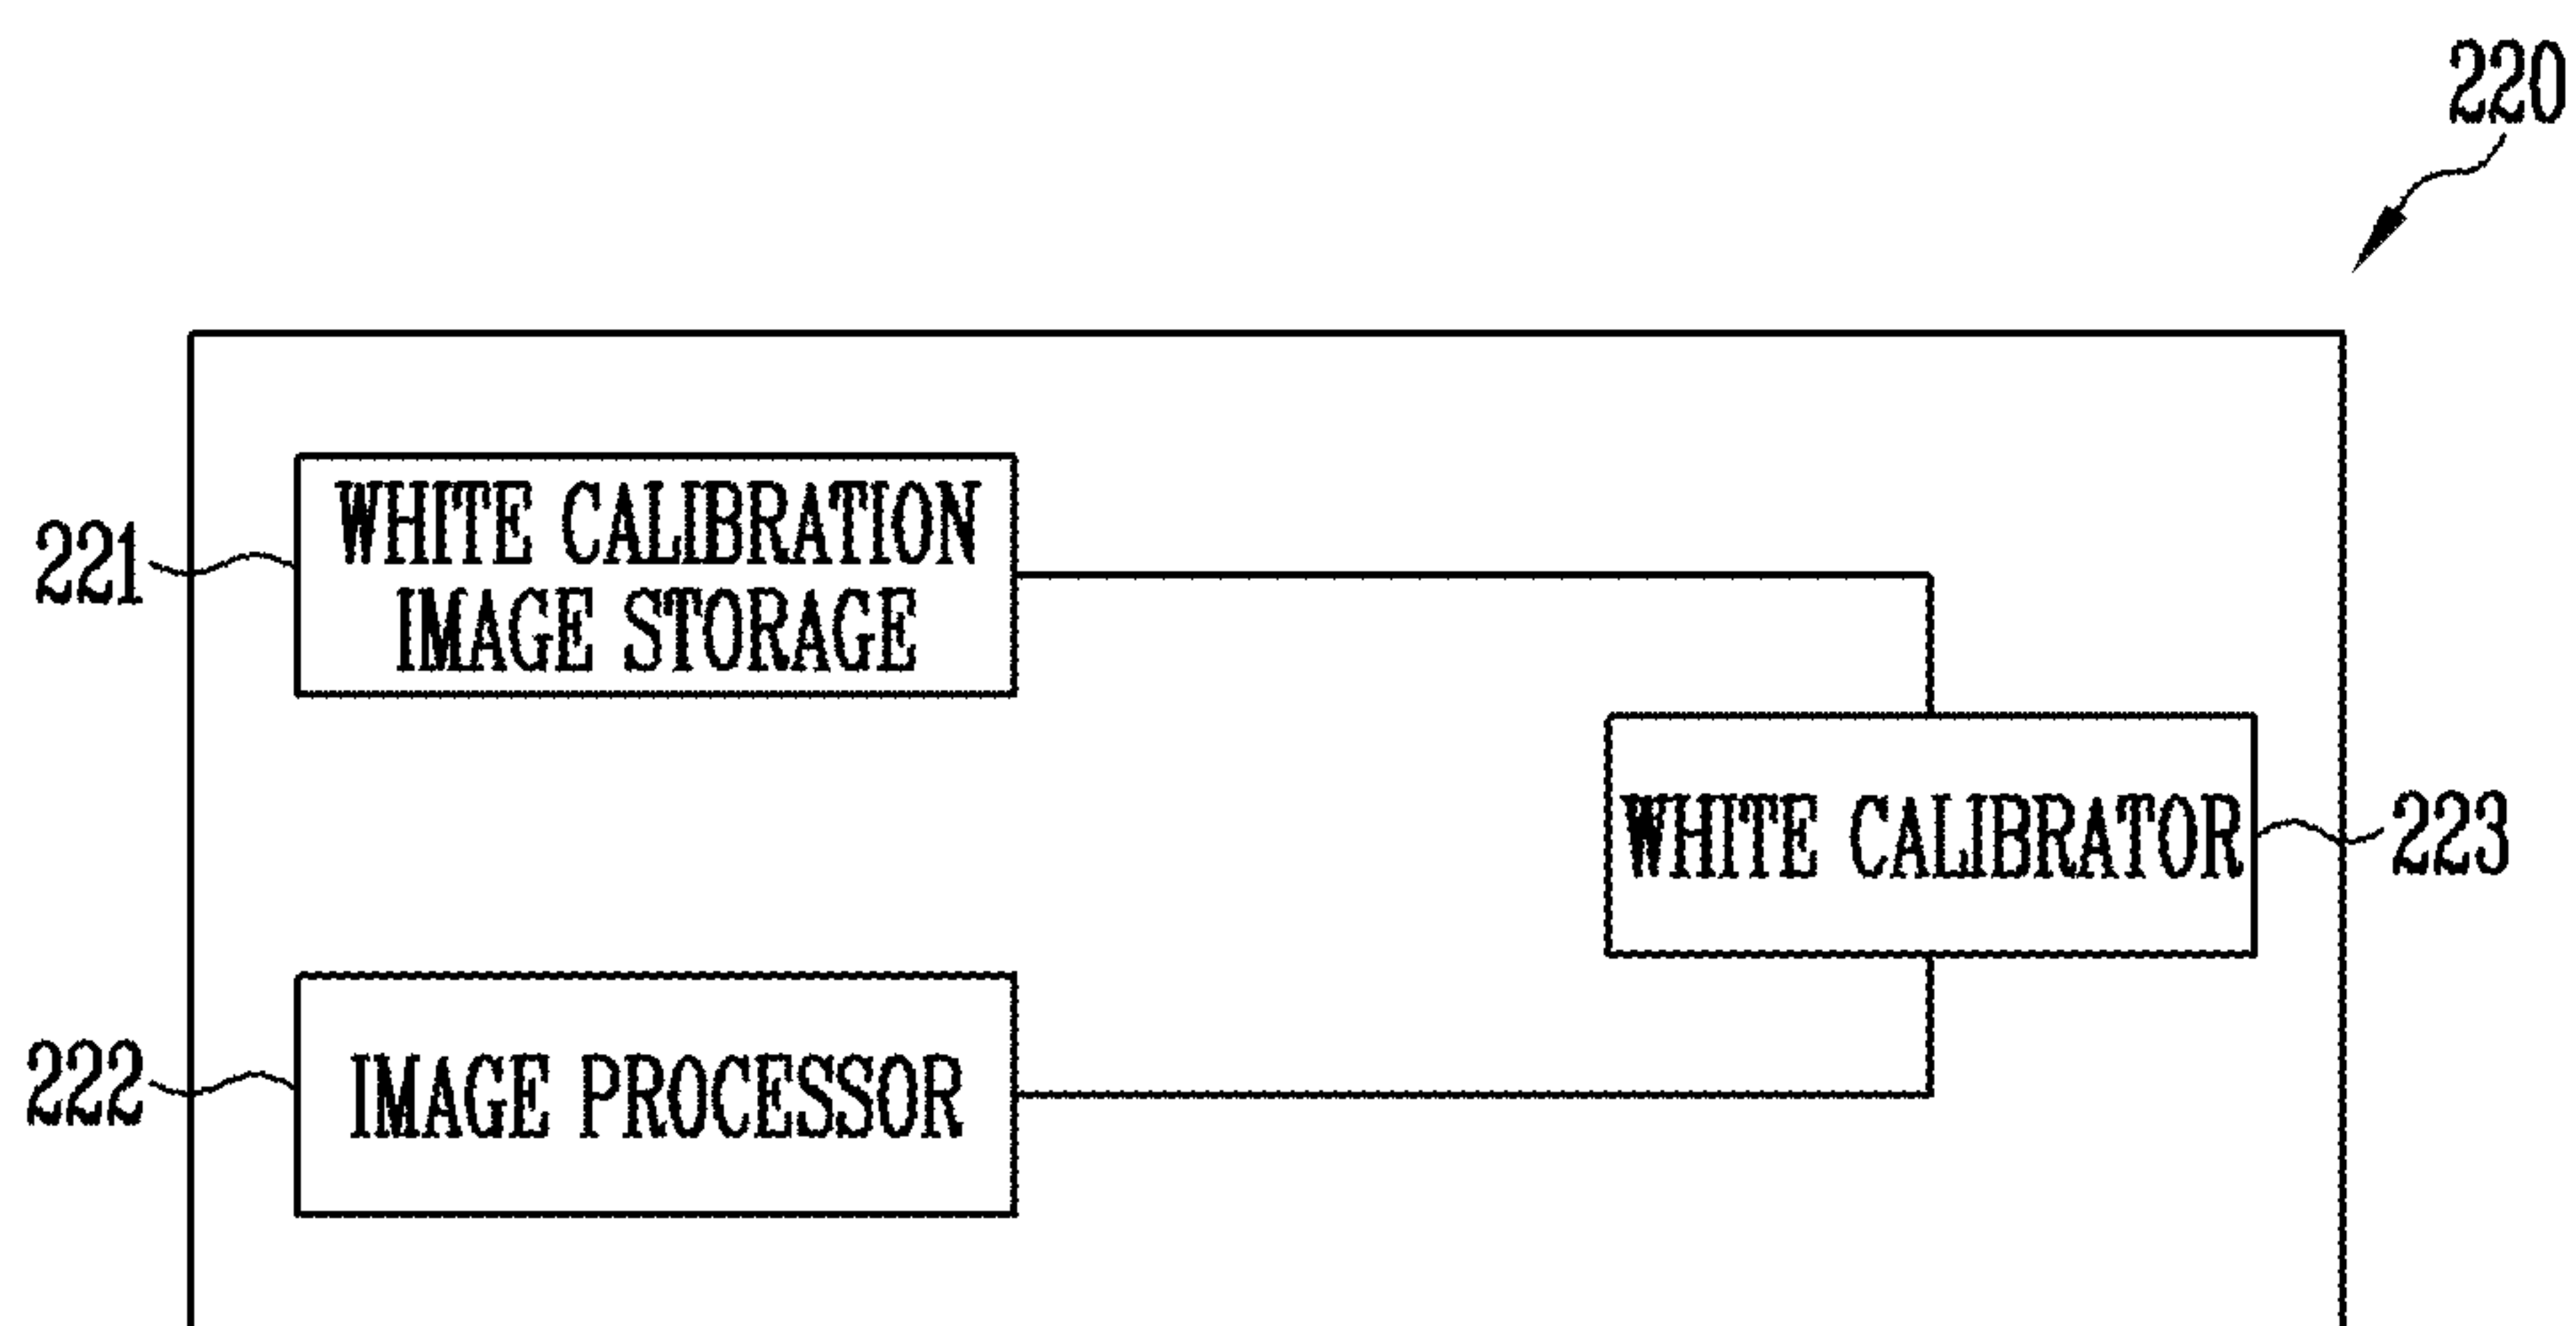 220
221
WHITE CALIBRATION
IMAGE STORAGE
WHITE CALIBRATOR
223
222
IMAGE PROCESSOR